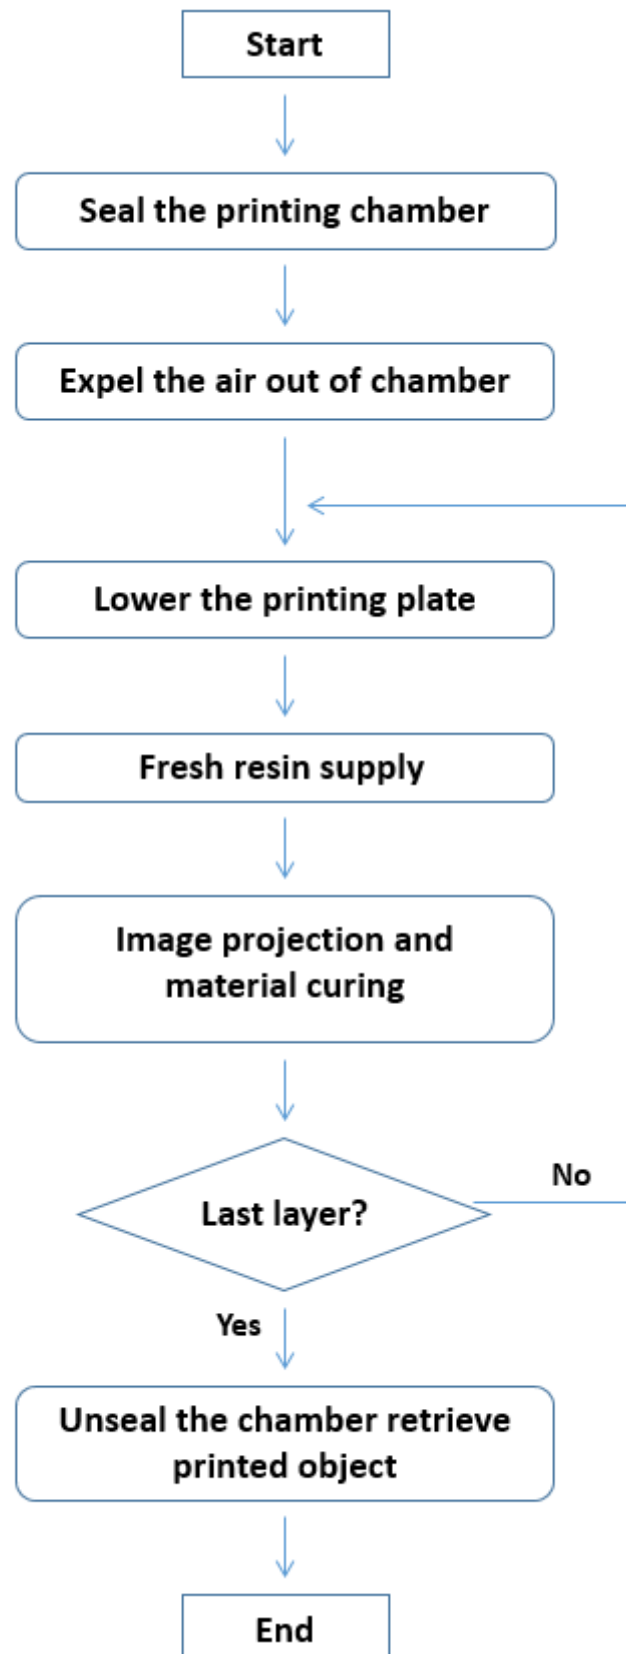 Start
Seal the printing chamber
Expel the air out of chamber
Lower the printing plate
Fresh resin supply
Image projection and
material curing
Last layer?
No
Yes
Unseal the chamber retrieve
printed object
End